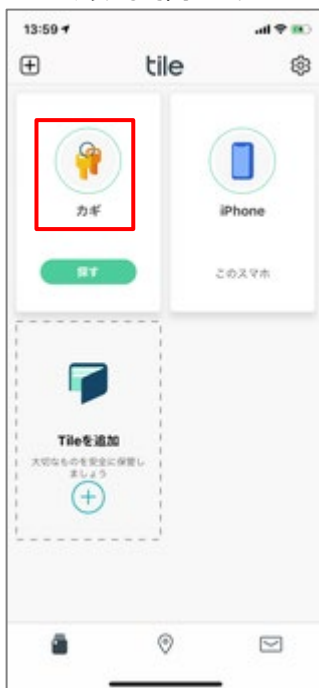 13:59
tile
カギ
iPhone
探す
このスマホ
Tileを追加
大切なものを安全に保管し
ましょう